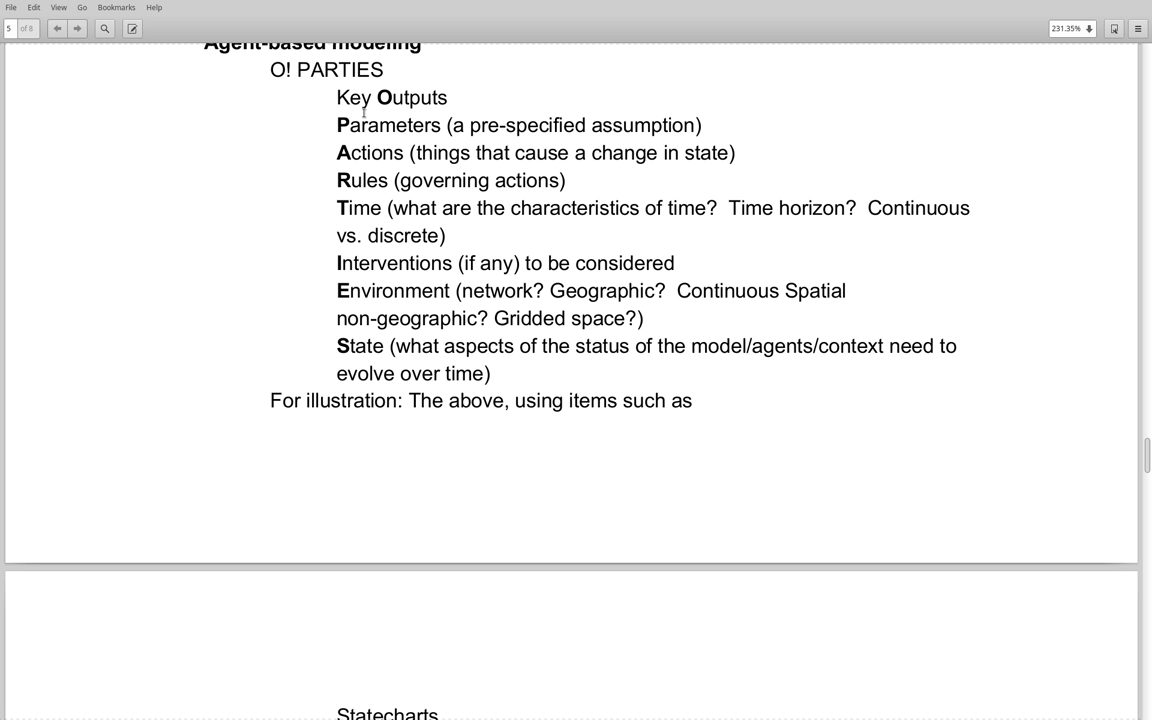 File Edit View Go Bookmarks Help
5 of 8 231.35%
Agent-based modeling
O! PARTIES
Key Outputs
Parameters (a pre-specified assumption)
Actions (things that cause a change in state)
Rules (governing actions)
Time (what are the characteristics of time?  Time horizon?  Continuous
vs. discrete)
Interventions (if any) to be considered
Environment (network? Geographic?  Continuous Spatial
non-geographic? Gridded space?)
State (what aspects of the status of the model/agents/context need to
evolve over time)
For illustration: The above, using items such as
Statecharts